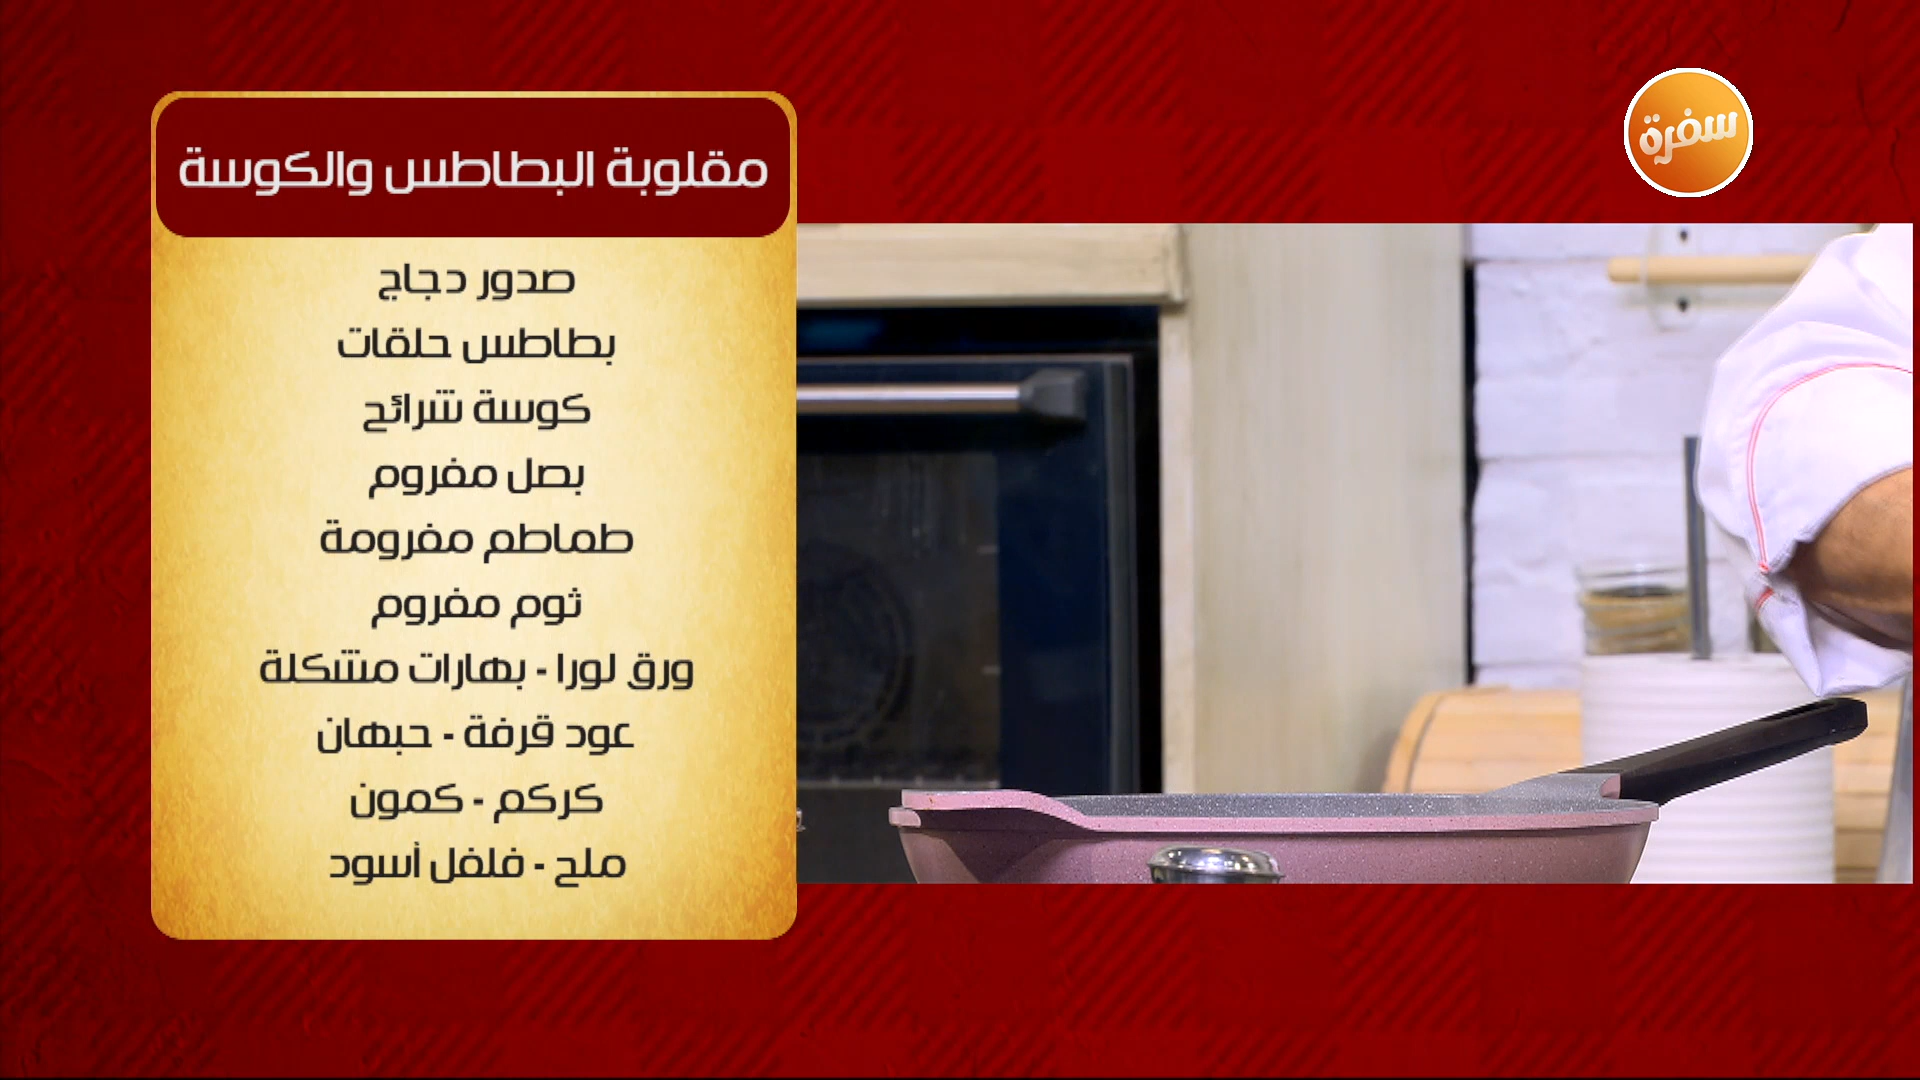 سفرة
مقلوبة البطاطس والكوسة
صدور دجاج
بطاطس حلقات
كوسة شرائح
بصل مفروم
طماطم مفرومة
ثوم مفروم
ورق لورا - بهارات مشكلة
عود قرفة - حبهان
كركم - كمون
ملح - فلفل أسود